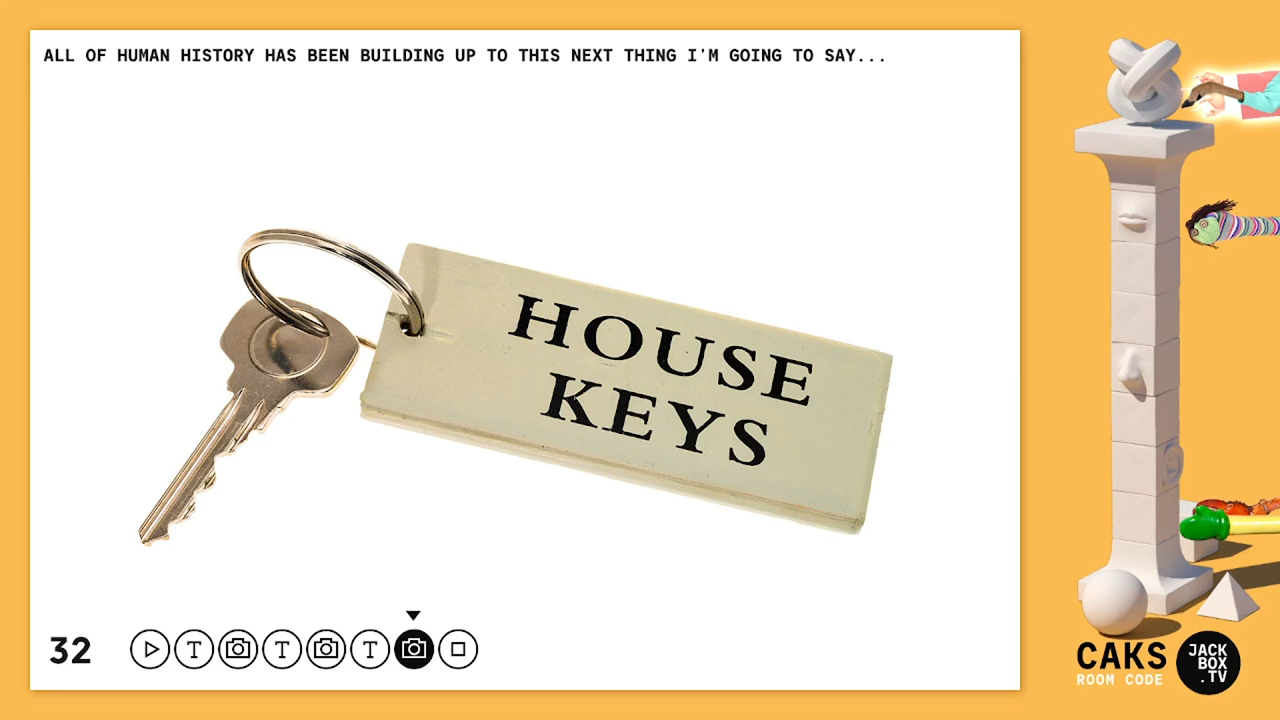 ALL OF HUMAN HISTORY HAS BEEN BUILDING UP TO THIS NEXT THING I'M GOING TO SAY...
HOUSE
KEYS
32
T
T
T
CAKS
ROOM CODE
JACK
BOX
.TV